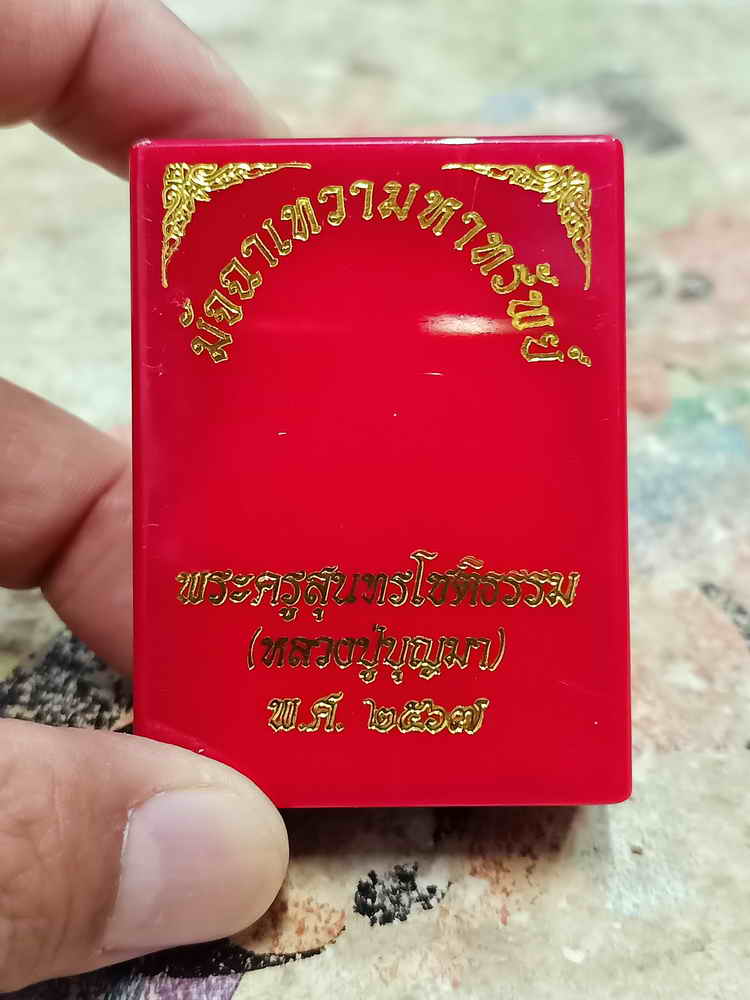 มัจฉาเทวามหาทรัพย์
พระครูสุนทรโชติธรรม
(หลวงปู่บุญมา)
พ.ศ. ๒๕๖๗